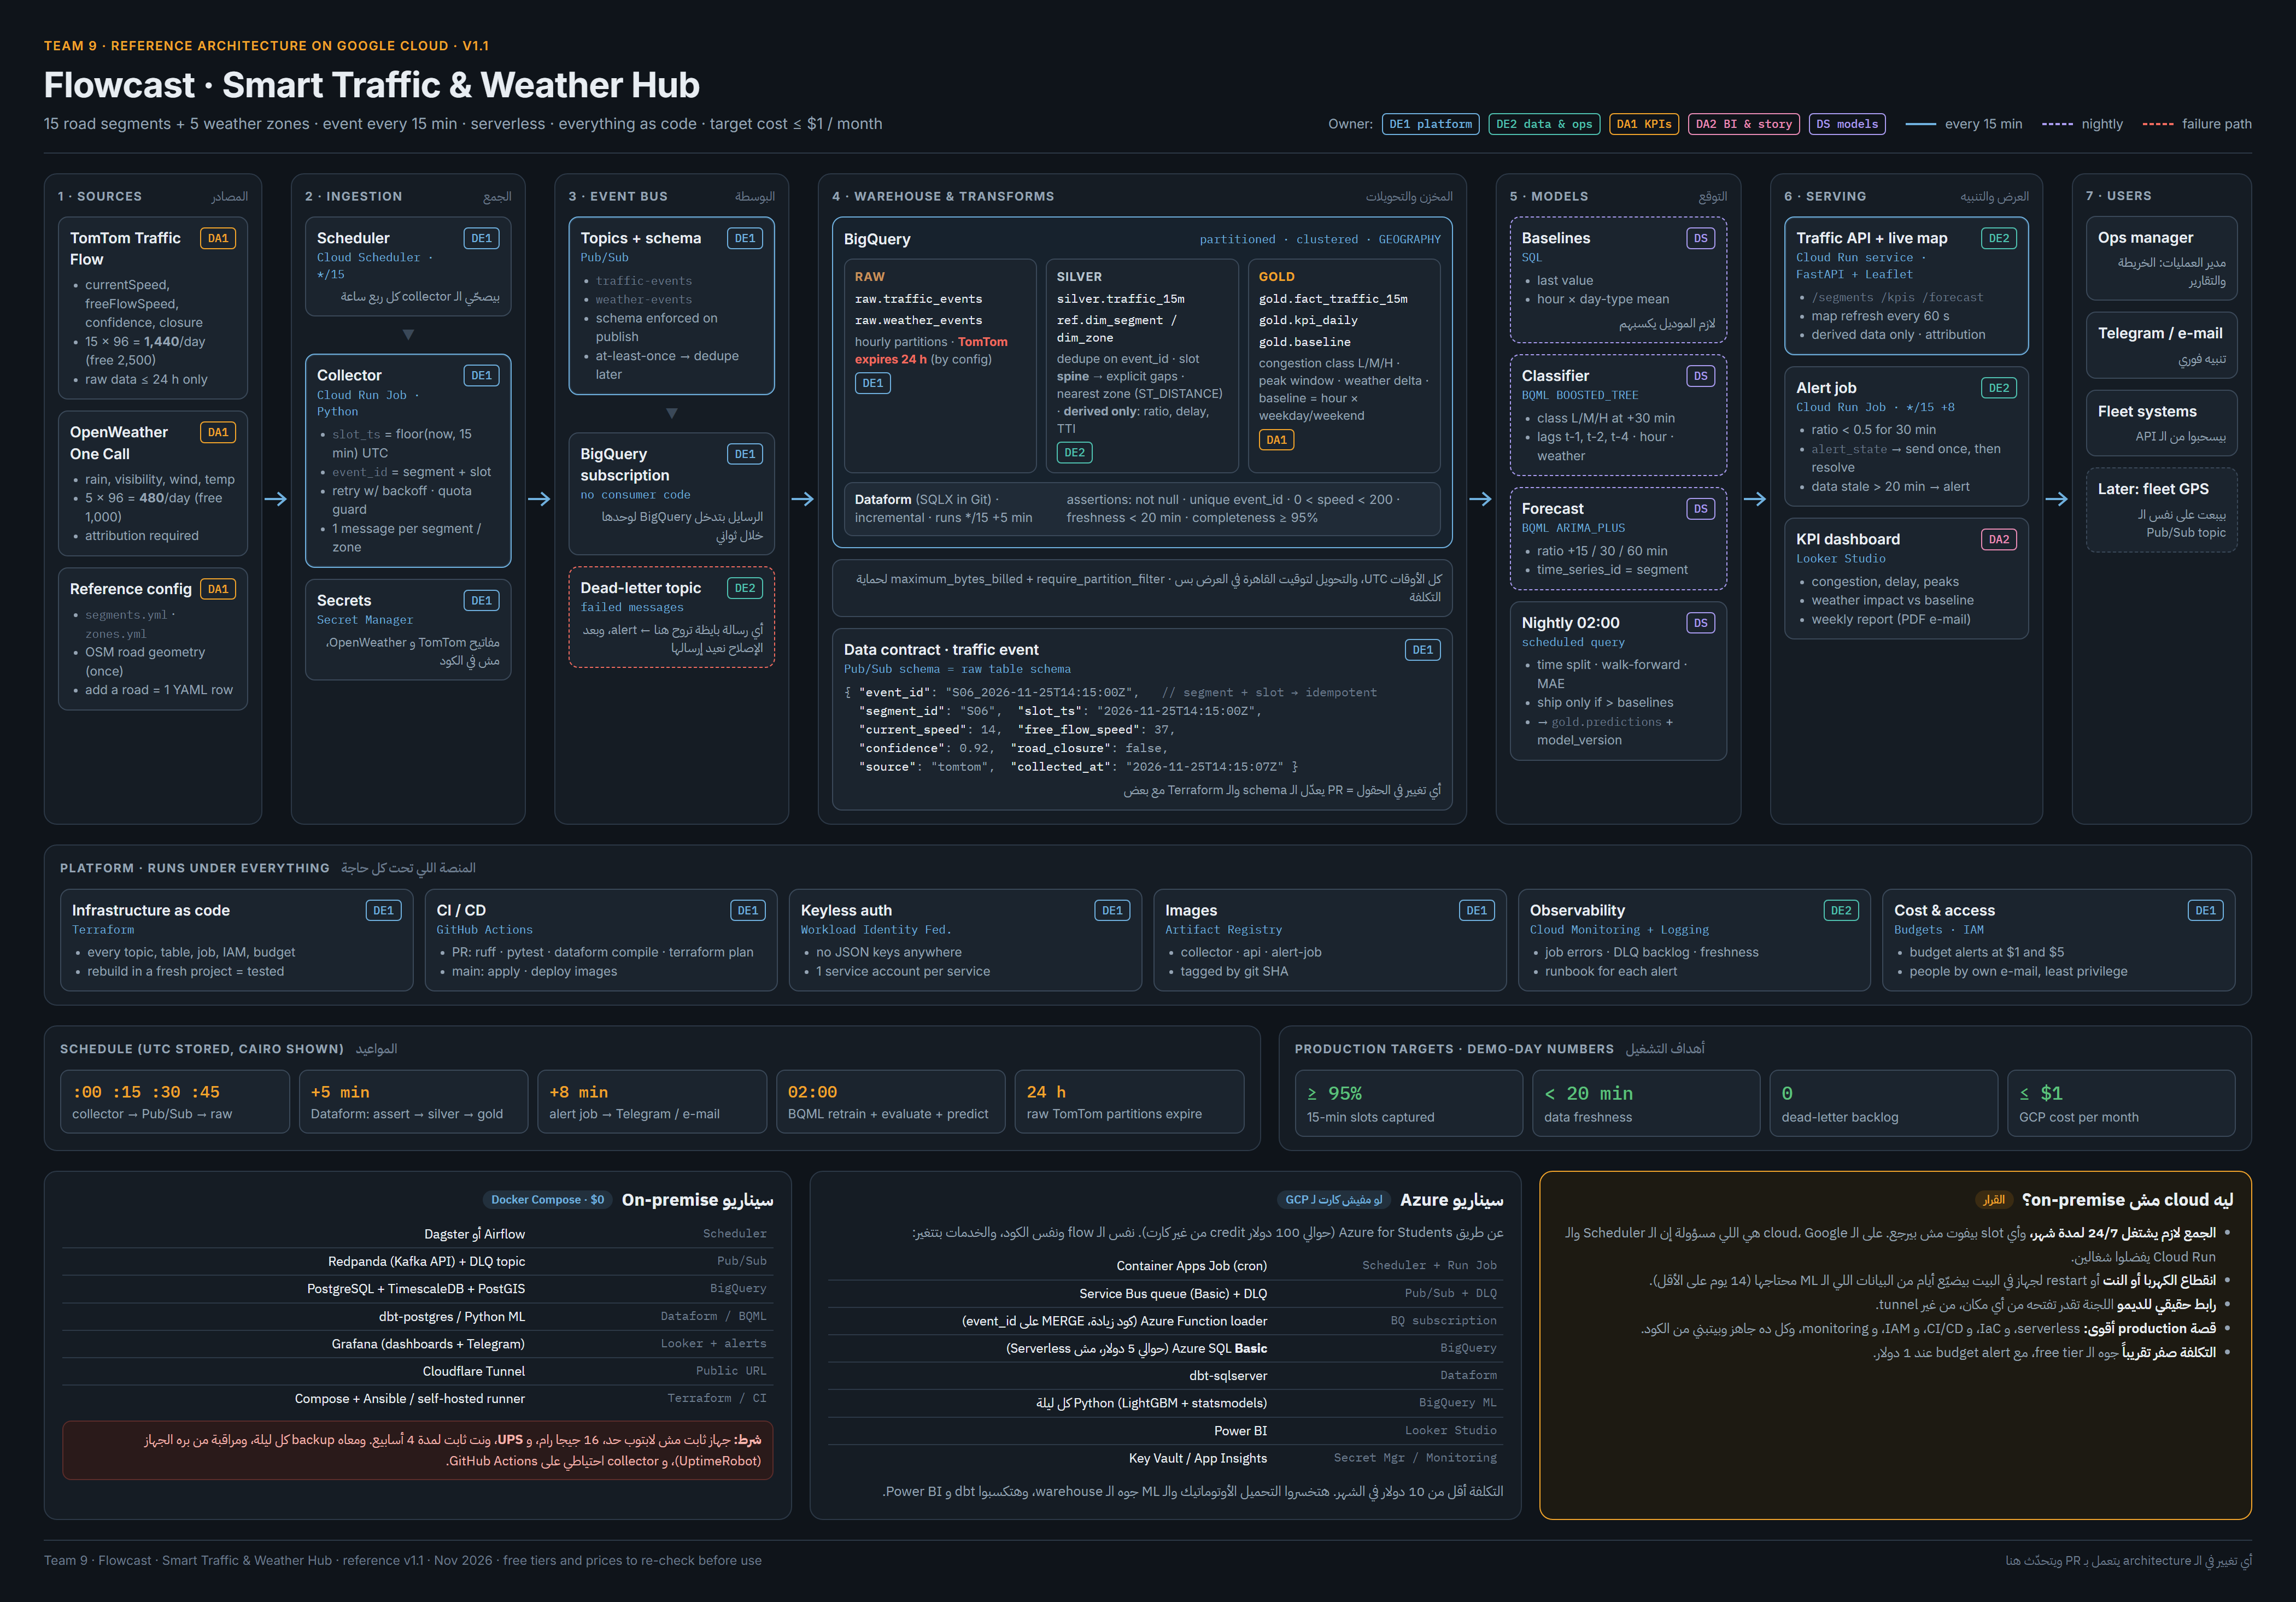 TEAM 9 · REFERENCE ARCHITECTURE ON GOOGLE CLOUD · V1.1
Flowcast · Smart Traffic & Weather Hub
15 road segments + 5 weather zones · event every 15 min · serverless · everything as code · target cost ≤ $1 / month
Owner: DE1 platform DE2 data & ops DA1 KPIs DA2 BI & story DS models every 15 min nightly failure path
1 · SOURCES المصادر
TomTom Traffic
Flow
DA1
• currentSpeed,
freeFlowSpeed,
confidence, closure
• 15 × 96 = 1,440/day
(free 2,500)
• raw data ≤ 24 h only
OpenWeather
One Call
DA1
• rain, visibility, wind, temp
• 5 × 96 = 480/day (free
1,000)
• attribution required
Reference config DA1
• segments.yml ·
zones.yml
• OSM road geometry
(once)
• add a road = 1 YAML row
2 · INGESTION الجمع
Scheduler DE1
Cloud Scheduler ·
*/15
بيصحّي الـ collector كل ربع ساعة
Collector DE1
Cloud Run Job ·
Python
• slot_ts = floor(now, 15
min) UTC
• event_id = segment + slot
• retry w/ backoff · quota
guard
• 1 message per segment /
zone
Secrets DE1
Secret Manager
مفاتيح TomTom و OpenWeather،
مش في الكود
3 · EVENT BUS البوسطة
Topics + schema DE1
Pub/Sub
• traffic-events
• weather-events
• schema enforced on
publish
• at-least-once → dedupe
later
BigQuery
subscription
DE1
no consumer code
الرسايل بتدخل BigQuery لوحدها
خلال ثواني
Dead-letter topic DE2
failed messages
أي رسالة بايظة تروح هنا ← alert، وبعد
الإصلاح نعيد إرسالها
4 · WAREHOUSE & TRANSFORMS المخزن والتحويلات
BigQuery partitioned · clustered · GEOGRAPHY
RAW
raw.traffic_events
raw.weather_events
hourly partitions · TomTom
expires 24 h (by config)
DE1
SILVER
silver.traffic_15m
ref.dim_segment /
dim_zone
dedupe on event_id · slot
spine → explicit gaps ·
nearest zone (ST_DISTANCE)
· derived only: ratio, delay,
TTI
DE2
GOLD
gold.fact_traffic_15m
gold.kpi_daily
gold.baseline
congestion class L/M/H ·
peak window · weather delta ·
baseline = hour ×
weekday/weekend
DA1
Dataform (SQLX in Git) ·
incremental · runs */15 +5 min
assertions: not null · unique event_id · 0 < speed < 200 ·
freshness < 20 min · completeness ≥ 95%
كل الأوقات UTC، والتحويل لتوقيت القاهرة في العرض بس · maximum_bytes_billed + require_partition_filter لحماية
التكلفة
Data contract · traffic event DE1
Pub/Sub schema = raw table schema
{ "event_id": "S06_2026-11-25T14:15:00Z", // segment + slot → idempotent
"segment_id": "S06", "slot_ts": "2026-11-25T14:15:00Z",
"current_speed": 14, "free_flow_speed": 37,
"confidence": 0.92, "road_closure": false,
"source": "tomtom", "collected_at": "2026-11-25T14:15:07Z" }
أي تغيير في الحقول = PR يعدّل الـ schema والـ Terraform مع بعض
5 · MODELS التوقع
Baselines DS
SQL
• last value
• hour × day-type mean
لازم الموديل يكسبهم
Classifier DS
BQML BOOSTED_TREE
• class L/M/H at +30 min
• lags t-1, t-2, t-4 · hour ·
weather
Forecast DS
BQML ARIMA_PLUS
• ratio +15 / 30 / 60 min
• time_series_id = segment
Nightly 02:00 DS
scheduled query
• time split · walk-forward ·
MAE
• ship only if > baselines
• → gold.predictions +
model_version
6 · SERVING العرض والتنبيه
Traffic API + live map DE2
Cloud Run service ·
FastAPI + Leaflet
• /segments /kpis /forecast
• map refresh every 60 s
• derived data only · attribution
Alert job DE2
Cloud Run Job · */15 +8
• ratio < 0.5 for 30 min
• alert_state → send once, then
resolve
• data stale > 20 min → alert
KPI dashboard DA2
Looker Studio
• congestion, delay, peaks
• weather impact vs baseline
• weekly report (PDF e-mail)
7 · USERS
Ops manager
مدير العمليات: الخريطة
والتقارير
Telegram / e-mail
تنبيه فوري
Fleet systems
بيسحبوا من الـ API
Later: fleet GPS
بيبعت على نفس الـ
Pub/Sub topic
PLATFORM · RUNS UNDER EVERYTHING المنصة اللي تحت كل حاجة
Infrastructure as code DE1
Terraform
• every topic, table, job, IAM, budget
• rebuild in a fresh project = tested
CI / CD DE1
GitHub Actions
• PR: ruff · pytest · dataform compile · terraform plan
• main: apply · deploy images
Keyless auth DE1
Workload Identity Fed.
• no JSON keys anywhere
• 1 service account per service
Images DE1
Artifact Registry
• collector · api · alert-job
• tagged by git SHA
Observability DE2
Cloud Monitoring + Logging
• job errors · DLQ backlog · freshness
• runbook for each alert
Cost & access DE1
Budgets · IAM
• budget alerts at $1 and $5
• people by own e-mail, least privilege
SCHEDULE (UTC STORED, CAIRO SHOWN) المواعيد
:00 :15 :30 :45
collector → Pub/Sub → raw
+5 min
Dataform: assert → silver → gold
+8 min
alert job → Telegram / e-mail
02:00
BQML retrain + evaluate + predict
24 h
raw TomTom partitions expire
PRODUCTION TARGETS · DEMO-DAY NUMBERS أهداف التشغيل
≥ 95%
15-min slots captured
< 20 min
data freshness
0
dead-letter backlog
≤ $1
GCP cost per month
ليه cloud مش on-premise؟ القرار
• الجمع لازم يشتغل 24/7 لمدة شهر، وأي slot بيفوت مش بيرجع. على الـ cloud، Google هي اللي مسؤولة إن الـ Scheduler والـ
Cloud Run يفضلوا شغالين.
• انقطاع الكهربا أو النت أو restart لجهاز في البيت بيضيّع أيام من البيانات اللي الـ ML محتاجها (14 يوم على الأقل).
• رابط حقيقي للديمو اللجنة تقدر تفتحه من أي مكان، من غير tunnel.
• قصة production أقوى: serverless، و IaC، و CI/CD، و IAM، و monitoring، وكل ده جاهز وبيتبني من الكود.
• التكلفة صفر تقريباً جوه الـ free tier، مع budget alert عند 1 دولار.
سيناريو Azure لو مفيش كارت لـ GCP
عن طريق Azure for Students (حوالي 100 دولار credit من غير كارت). نفس الـ flow ونفس الكود، والخدمات بتتغير:
Scheduler + Run Job Container Apps Job (cron)
Pub/Sub + DLQ Service Bus queue (Basic) + DLQ
BQ subscription Azure Function loader (كود زيادة، MERGE على event_id)
BigQuery Azure SQL Basic (حوالي 5 دولار، مش Serverless)
Dataform dbt-sqlserver
BigQuery ML Python (LightGBM + statsmodels) كل ليلة
Looker Studio Power BI
Secret Mgr / Monitoring Key Vault / App Insights
التكلفة أقل من 10 دولار في الشهر. هتخسروا التحميل الأوتوماتيك والـ ML جوه الـ warehouse، وهتكسبوا dbt و Power BI.
سيناريو On-premise Docker Compose · $0
Scheduler Dagster أو Airflow
Pub/Sub Redpanda (Kafka API) + DLQ topic
BigQuery PostgreSQL + TimescaleDB + PostGIS
Dataform / BQML dbt-postgres / Python ML
Looker + alerts Grafana (dashboards + Telegram)
Public URL Cloudflare Tunnel
Terraform / CI Compose + Ansible / self-hosted runner
شرط: جهاز ثابت مش لابتوب حد، 16 جيجا رام، و UPS، ونت ثابت لمدة 4 أسابيع. ومعاه backup كل ليلة، ومراقبة من بره الجهاز
(UptimeRobot)، و collector احتياطي على GitHub Actions.
Team 9 · Flowcast · Smart Traffic & Weather Hub · reference v1.1 · Nov 2026 · free tiers and prices to re-check before use
أي تغيير في الـ architecture يتعمل بـ PR ويتحدّث هنا